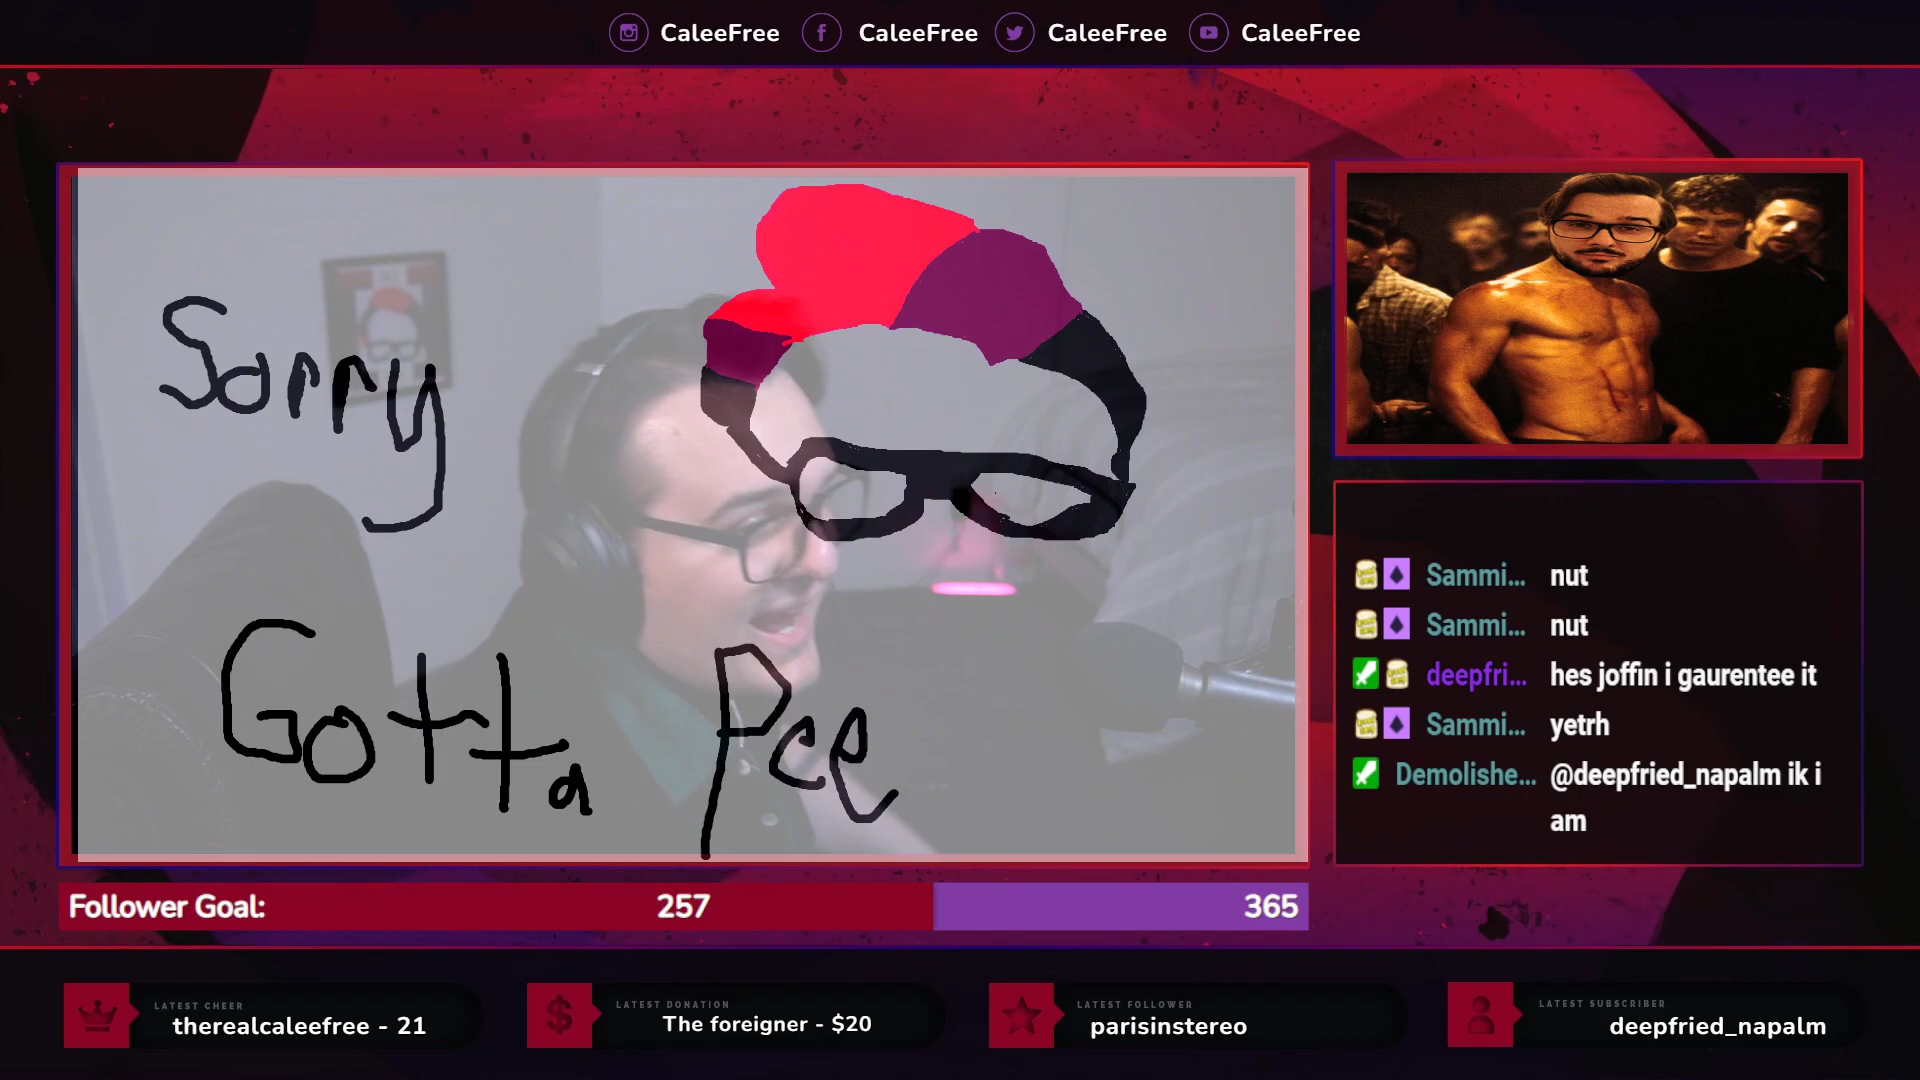 CaleeFree CaleeFree CaleeFree CaleeFree
Sorry
Gotta Pee
Sammi... nut
Sammi... nut
deepfri... hes joffin i gaurentee it
Sammi... yetrh
Demolishe... @deepfried_napalm ik i
am
Follower Goal: 257 365
LATEST CHEER
therealcaleefree - 21
LATEST DONATION
The foreigner - $20
LATEST FOLLOWER
parisinstereo
LATEST SUBSCRIBER
deepfried_napalm